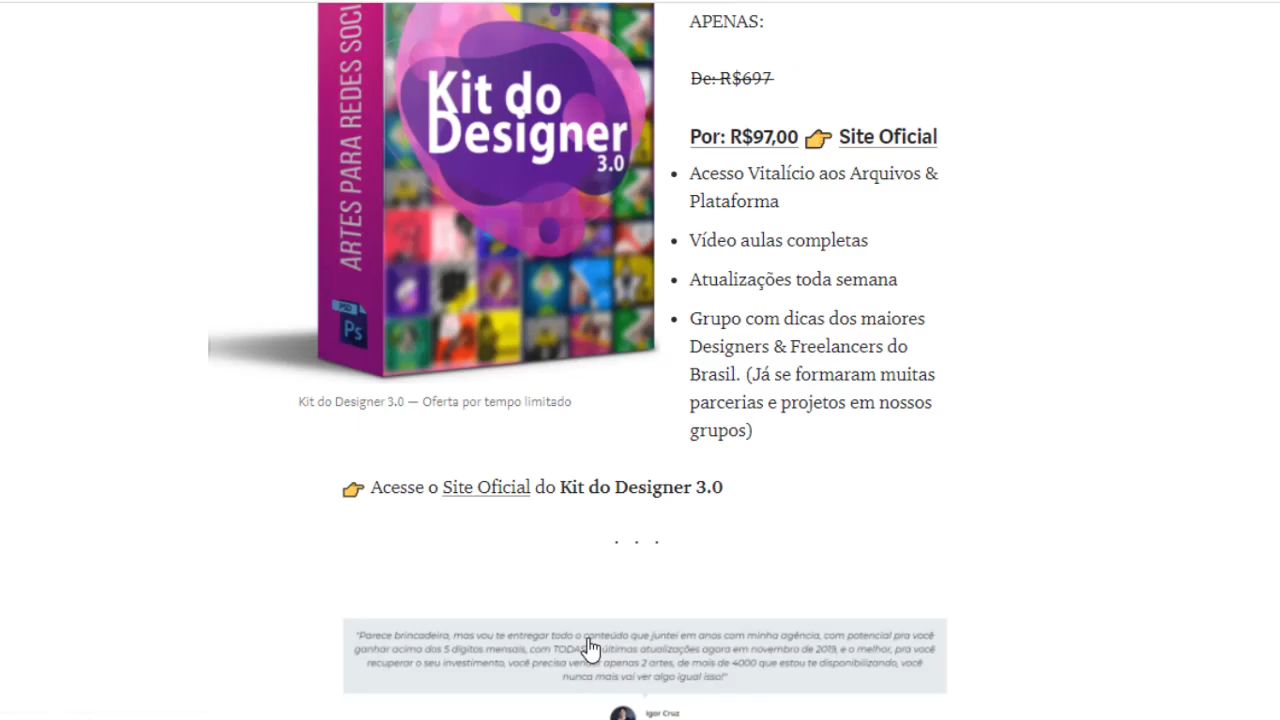 ARTES PARA REDES SOCI
Kit do
Designer
3.0
PSD
Ps
Kit do Designer 3.0 — Oferta por tempo limitado
APENAS:
De: R$697
Por: R$97,00 👉 Site Oficial
• Acesso Vitalício aos Arquivos &
Plataforma
• Vídeo aulas completas
• Atualizações toda semana
• Grupo com dicas dos maiores
Designers & Freelancers do
Brasil. (Já se formaram muitas
parcerias e projetos em nossos
grupos)
👉 Acesse o Site Oficial do Kit do Designer 3.0
. . .
"Parece brincadeira, mas vou te entregar todo o conteúdo que juntei em anos com minha agência, com potencial pra você
ganhar acima dos 5 dígitos mensais, com TODAS últimas atualizações agora em novembro de 2019, e o melhor, pra você
recuperar o seu investimento, você precisa vender apenas 2 artes, de mais de 4000 que estou te disponibilizando, você
nunca mais vai ver algo igual isso!"
Igor Cruz